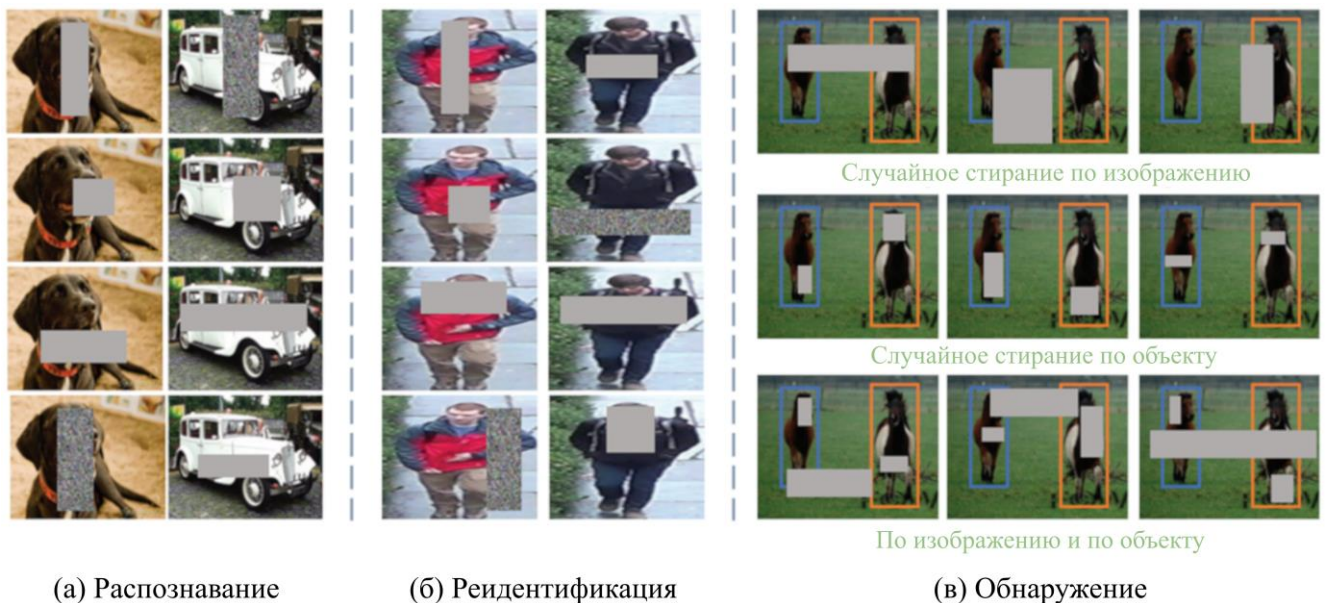 Случайное стирание по изображению
Случайное стирание по объекту
По изображению и по объекту
(а) Распознавание
(б) Реидентификация
(в) Обнаружение